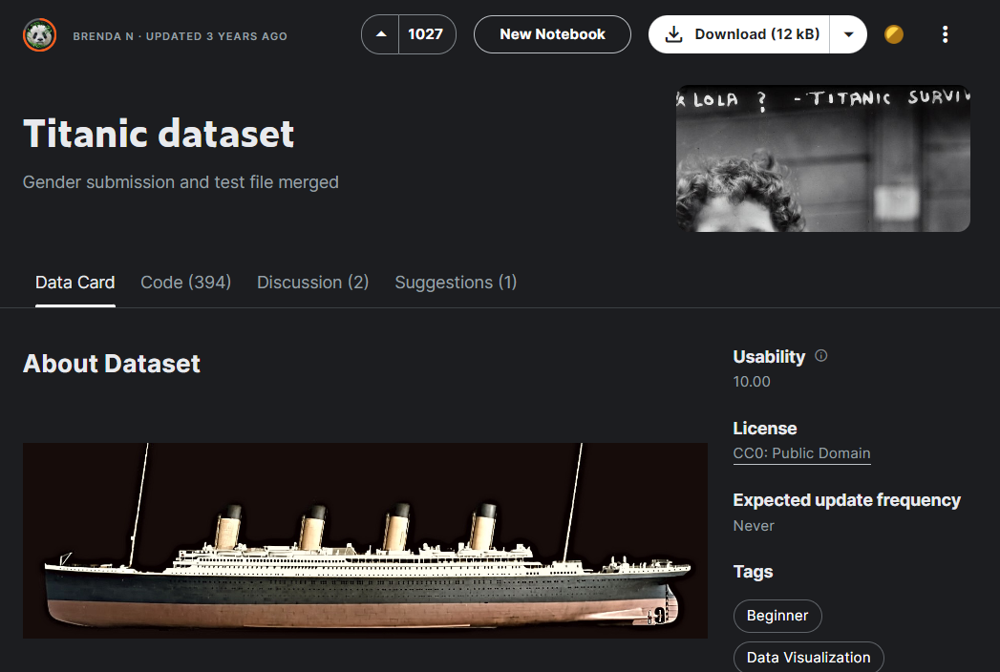 BRENDA N · UPDATED 3 YEARS AGO
1027
New Notebook
Download (12 kB)
Titanic dataset
Gender submission and test file merged
LOLA ? - TITANIC
Data Card
Code (394)
Discussion (2)
Suggestions (1)
About Dataset
Usability
10.00
License
CC0: Public Domain
Expected update frequency
Never
Tags
Beginner
Data Visualization